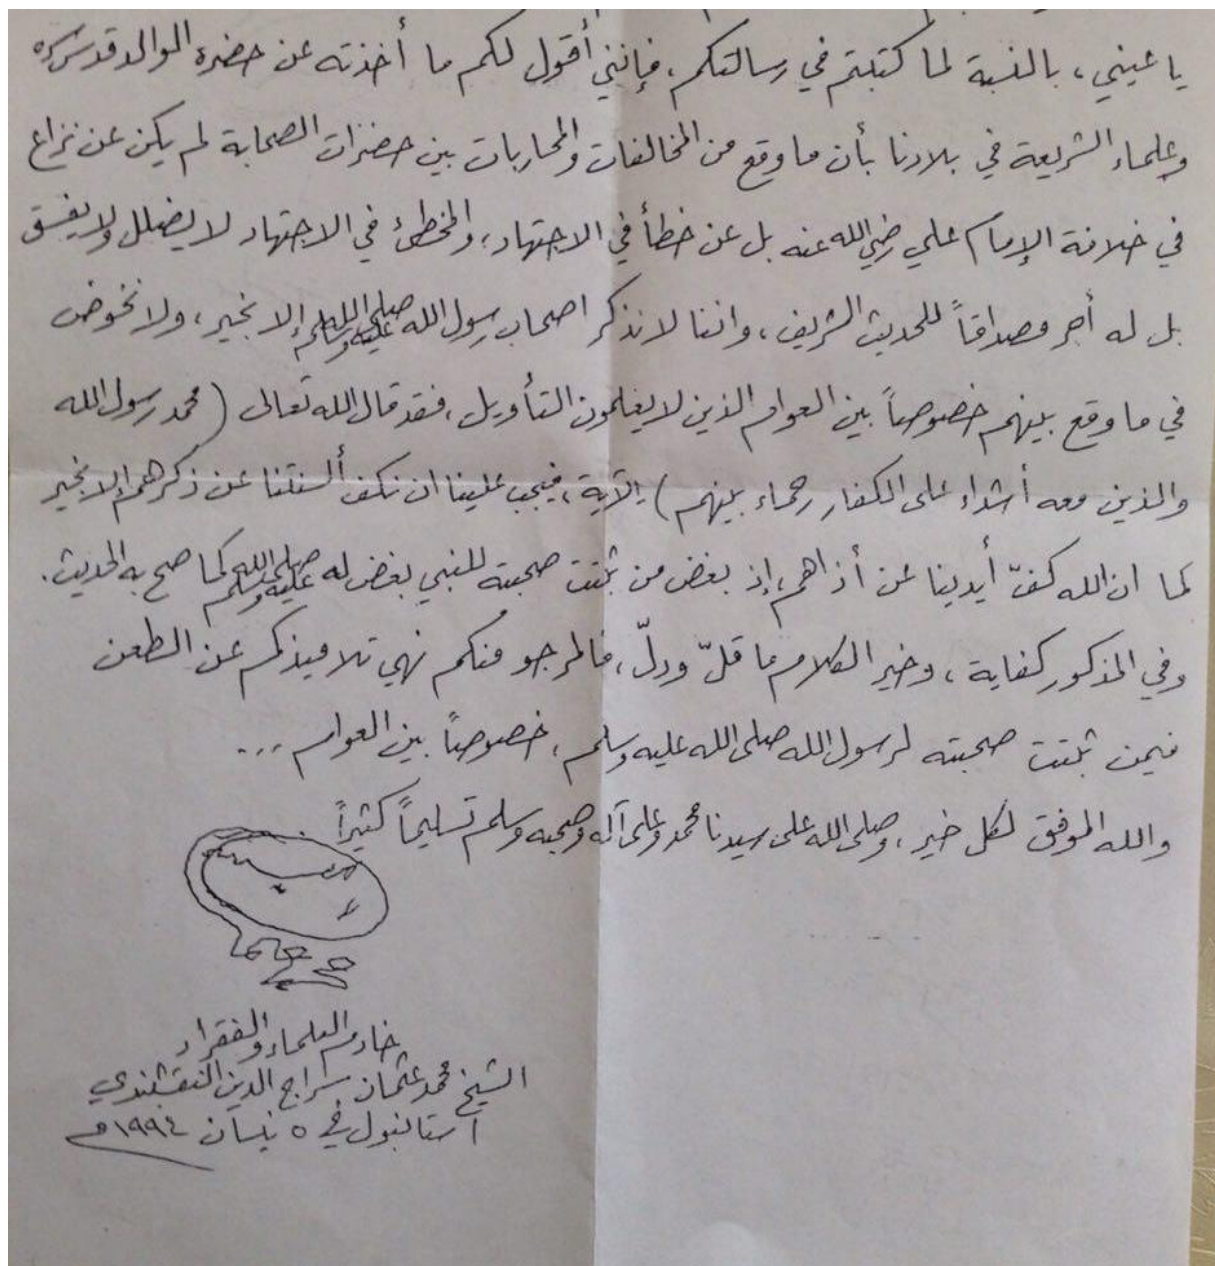 يا عيني ، بالنسبة لما كتبتم في رسالتكم ، فإنني أقول لكم ما أخذته عن حضرة الوالد قدس سره
وعلماء الشريعة في بلادنا بأن ما وقع من المخالفات والمحاربات بين حضرات الصحابة لم يكن عن نزاع
في خلافة الإمام علي رضي الله عنه بل عن خطأ في الاجتهاد ، والمخطئ في الاجتهاد لا يضلل ولا يفسق
بل له أجر مصداقاً للحديث الشريف ، واننا لا نذكر اصحاب رسول الله صلى الله عليه وسلم إلا بخير ، ولا نخوض
في ما وقع بينهم خصوصاً بين العوام الذين لا يعلمون التأويل ، فقد قال الله تعالى ( محمد رسول الله
والذين معه أشداء على الكفار رحماء بينهم ) الآية ، فيجب علينا ان نكف ألسنتنا عن ذكرهم إلا بخير
كما ان الله كفّ أيدينا عن أذاهم ، إذ بغض من ثبتت صحبته للنبي بغض له صلى الله عليه وسلم كما صح به الحديث .
وفي المذكور كفاية ، وخير الكلام ما قلّ ودلّ ، فالمرجو منكم نهي تلاميذكم عن الطعن
فيمن ثبتت صحبته لرسول الله صلى الله عليه وسلم ، خصوصاً بين العوام ...
والله الموفق لكل خير ، وصلى الله على سيدنا محمد وعلى آله وصحبه وسلم تسليماً كثيراً .
خادم العلماء والفقراء
الشيخ محمد عثمان سراج الدين النقشبندي
استانبول في ٥ نيسان ١٩٩٤م